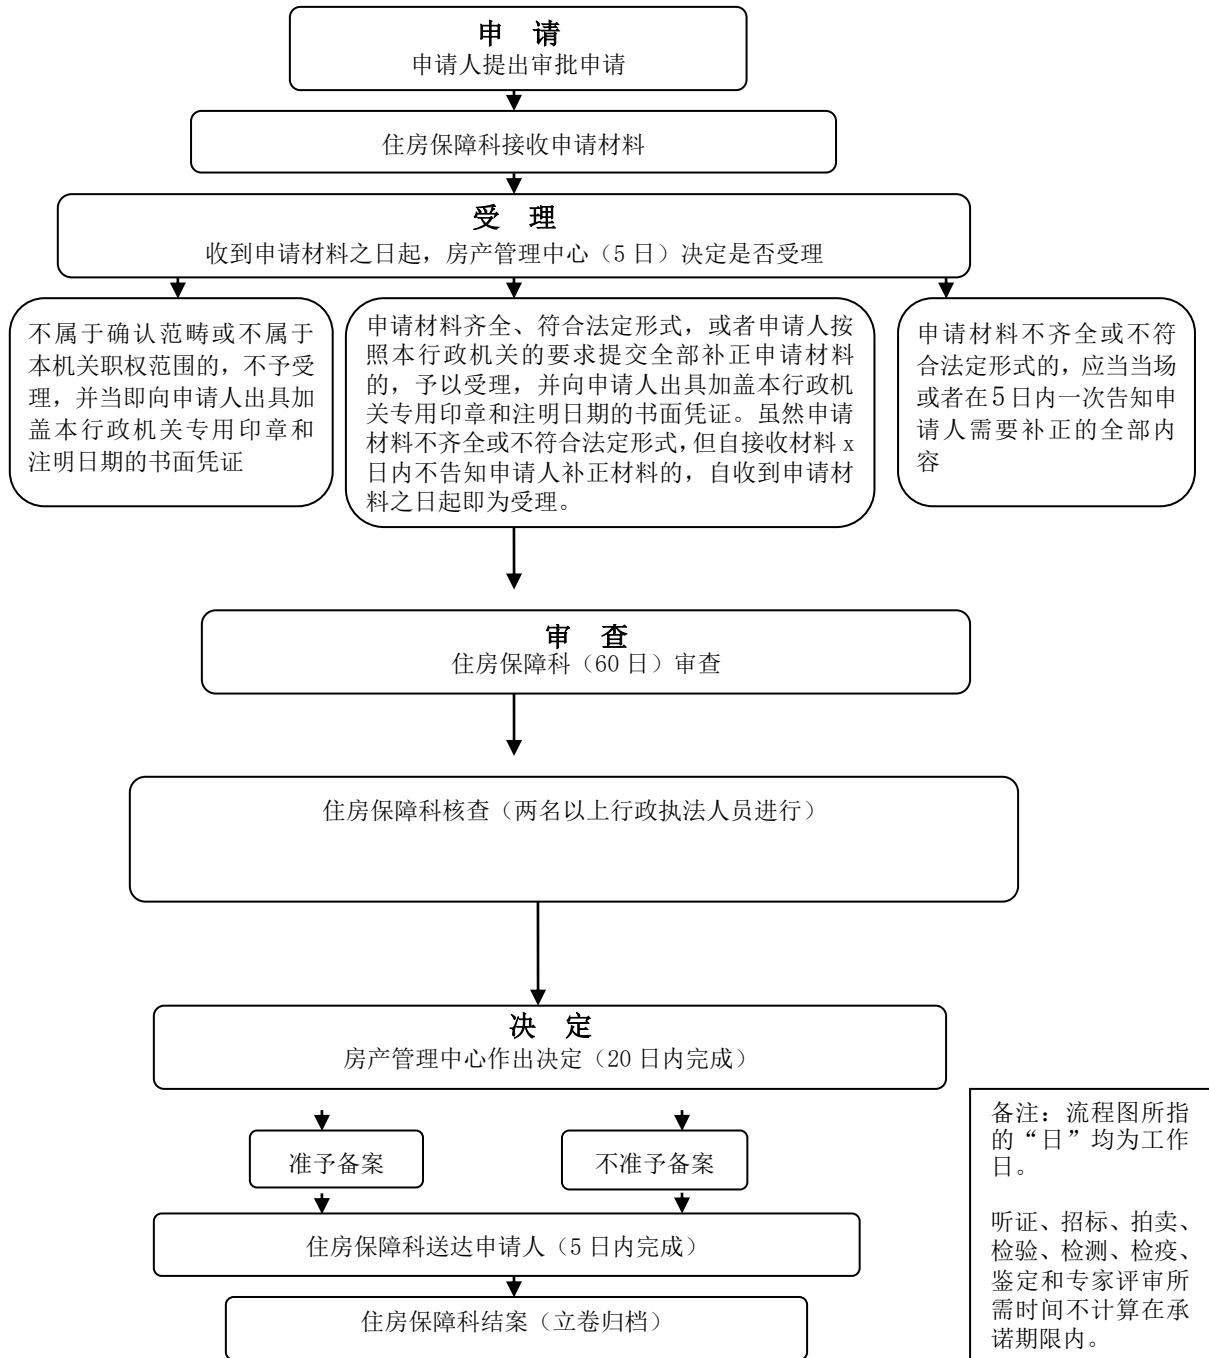 申 请
申请人提出审批申请
住房保障科接收申请材料
受 理
收到申请材料之日起，房产管理中心（5 日）决定是否受理
不属于确认范畴或不属于
本机关职权范围的，不予受
理，并当即向申请人出具加
盖本行政机关专用印章和
注明日期的书面凭证
申请材料齐全、符合法定形式，或者申请人按
照本行政机关的要求提交全部补正申请材料
的，予以受理，并向申请人出具加盖本行政机
关专用印章和注明日期的书面凭证。虽然申请
材料不齐全或不符合法定形式，但自接收材料 x
日内不告知申请人补正材料的，自收到申请材
料之日起即为受理。
申请材料不齐全或不符
合法定形式的，应当当场
或者在 5 日内一次告知申
请人需要补正的全部内
容
审 查
住房保障科（60 日）审查
住房保障科核查（两名以上行政执法人员进行）
决 定
房产管理中心作出决定（20 日内完成）
准予备案
不准予备案
住房保障科送达申请人（5 日内完成）
住房保障科结案（立卷归档）
备注：流程图所指
的“日”均为工作
日。
听证、招标、拍卖、
检验、检测、检疫、
鉴定和专家评审所
需时间不计算在承
诺期限内。